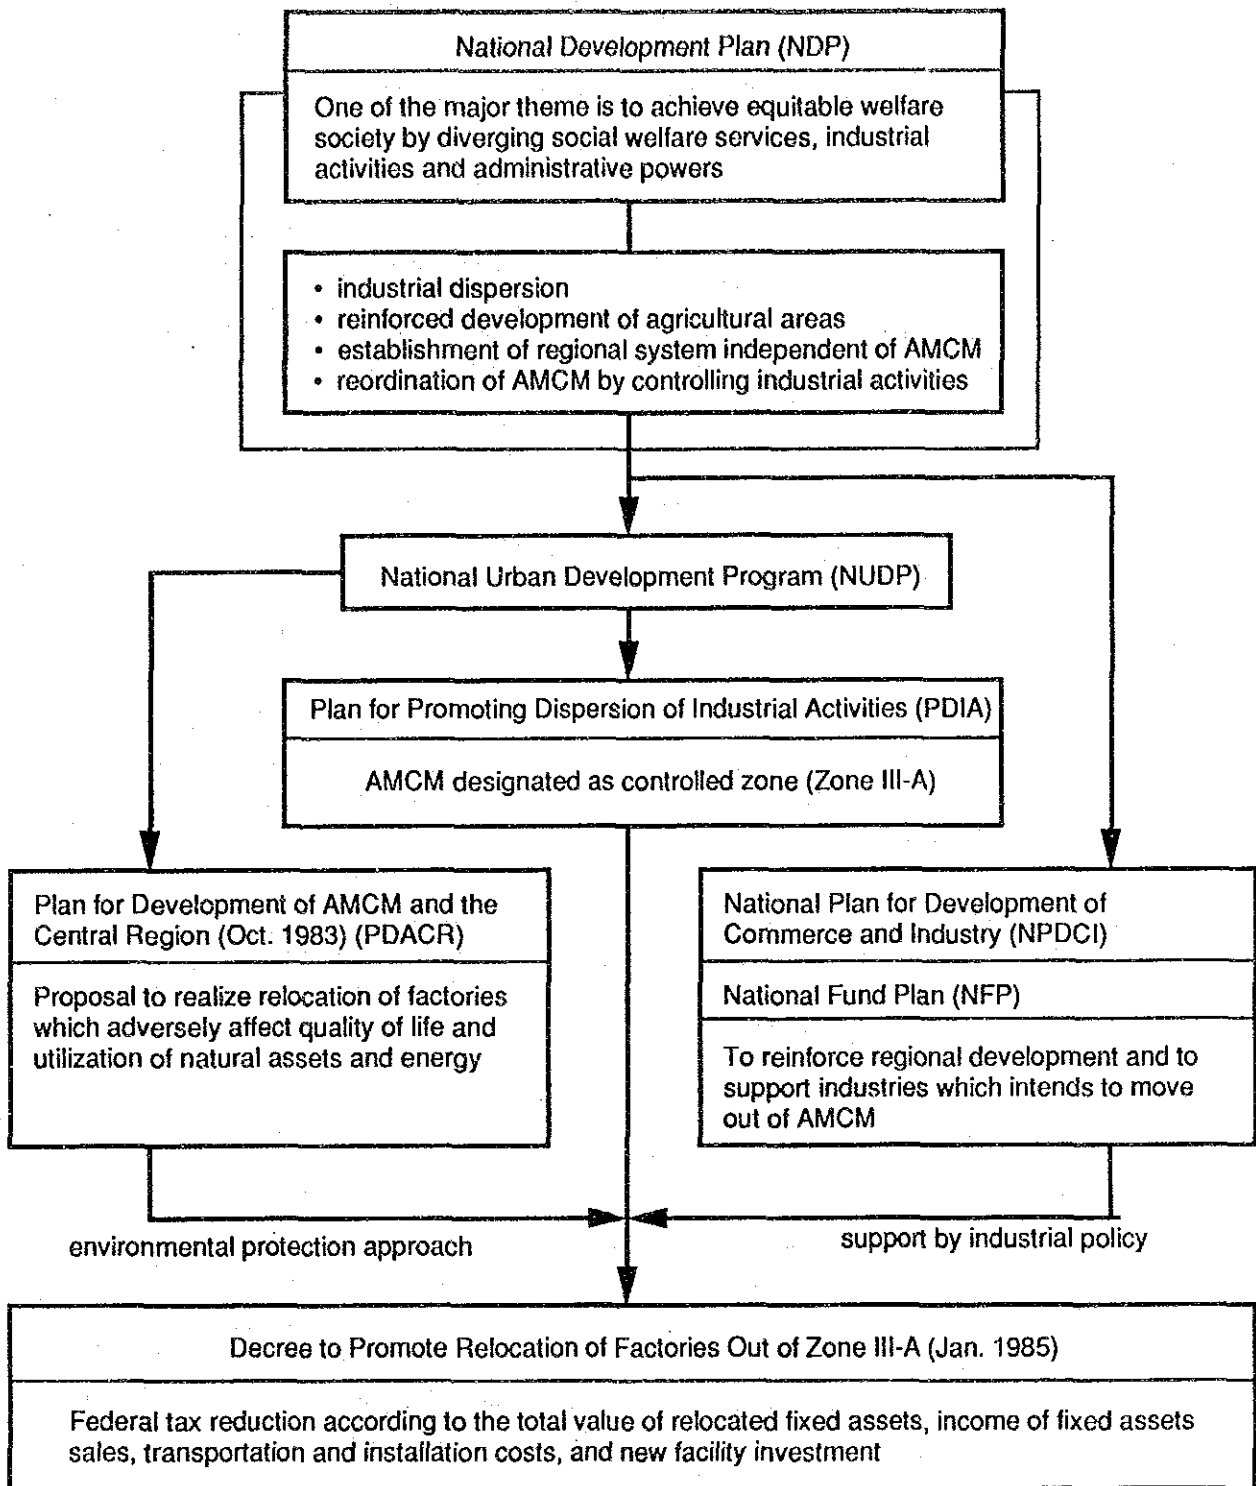 National Development Plan (NDP)
One of the major theme is to achieve equitable welfare
society by diverging social welfare services, industrial
activities and administrative powers
• industrial dispersion
• reinforced development of agricultural areas
• establishment of regional system independent of AMCM
• reordination of AMCM by controlling industrial activities
National Urban Development Program (NUDP)
Plan for Promoting Dispersion of Industrial Activities (PDIA)
AMCM designated as controlled zone (Zone III-A)
Plan for Development of AMCM and the
Central Region (Oct. 1983) (PDACR)
Proposal to realize relocation of factories
which adversely affect quality of life and
utilization of natural assets and energy
National Plan for Development of
Commerce and Industry (NPDCI)
National Fund Plan (NFP)
To reinforce regional development and to
support industries which intends to move
out of AMCM
environmental protection approach
support by industrial policy
Decree to Promote Relocation of Factories Out of Zone III-A (Jan. 1985)
Federal tax reduction according to the total value of relocated fixed assets, income of fixed assets
sales, transportation and installation costs, and new facility investment